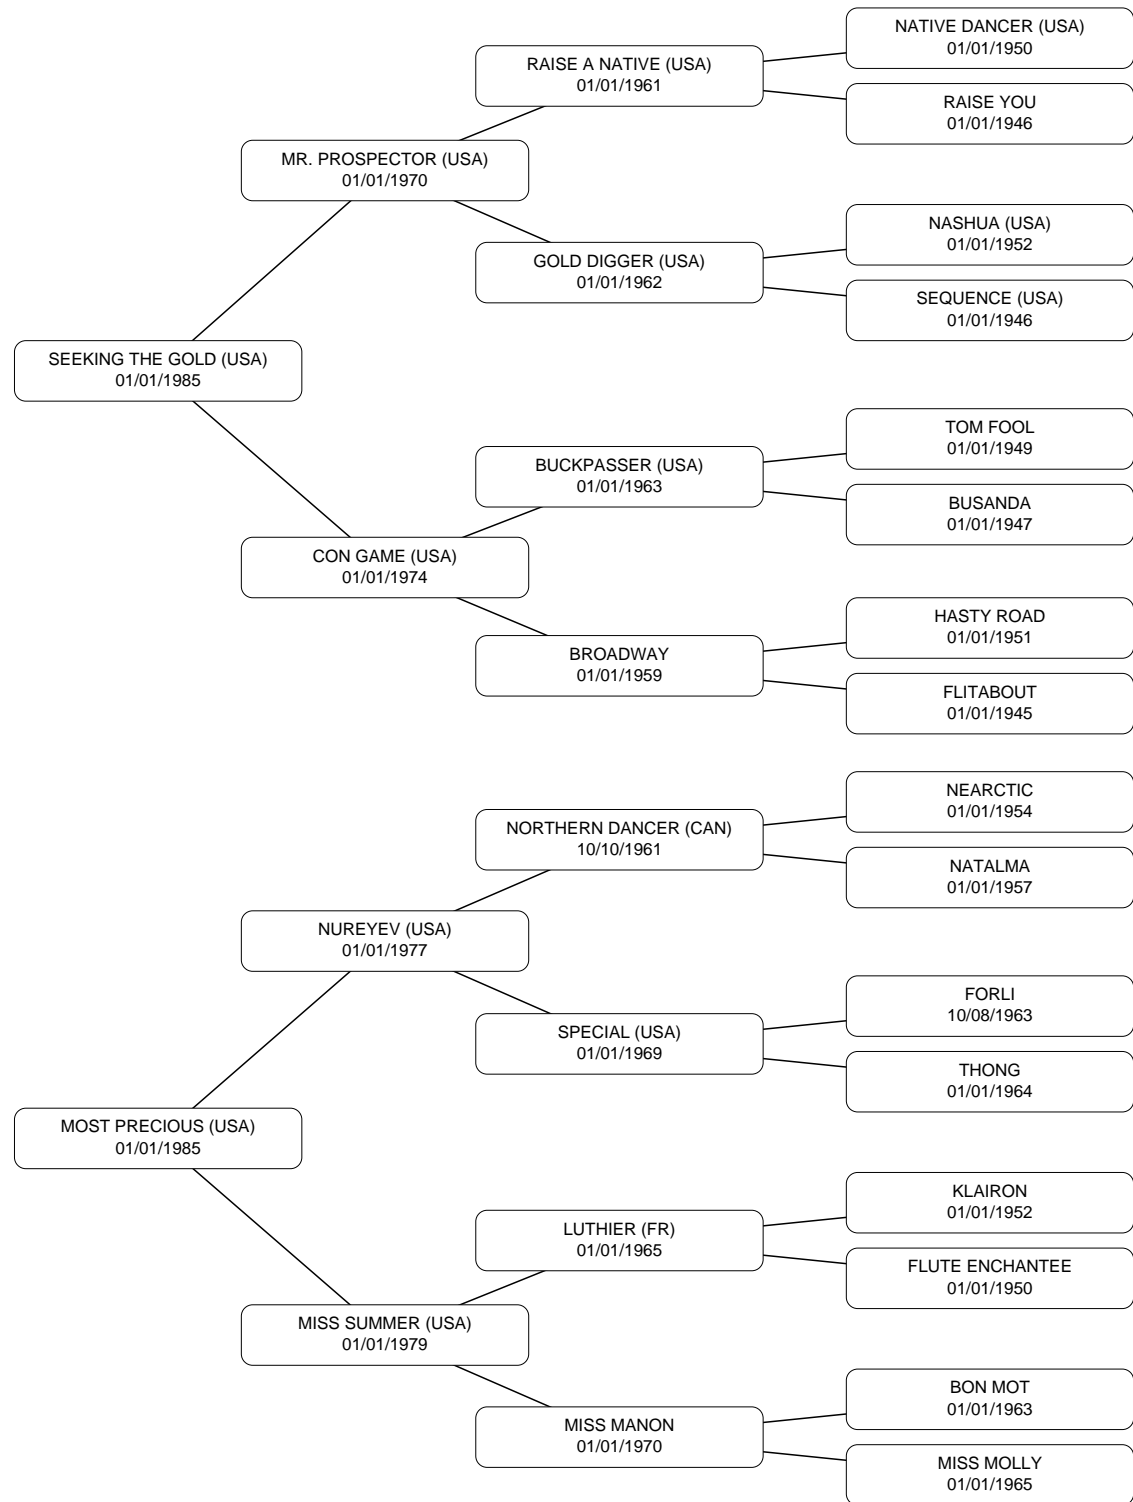 NATIVE DANCER (USA)
01/01/1950
RAISE A NATIVE (USA)
01/01/1961
RAISE YOU
01/01/1946
MR. PROSPECTOR (USA)
01/01/1970
NASHUA (USA)
01/01/1952
GOLD DIGGER (USA)
01/01/1962
SEQUENCE (USA)
01/01/1946
SEEKING THE GOLD (USA)
01/01/1985
TOM FOOL
01/01/1949
BUCKPASSER (USA)
01/01/1963
BUSANDA
01/01/1947
CON GAME (USA)
01/01/1974
HASTY ROAD
01/01/1951
BROADWAY
01/01/1959
FLITABOUT
01/01/1945
NEARCTIC
01/01/1954
NORTHERN DANCER (CAN)
10/10/1961
NATALMA
01/01/1957
NUREYEV (USA)
01/01/1977
FORLI
10/08/1963
SPECIAL (USA)
01/01/1969
THONG
01/01/1964
MOST PRECIOUS (USA)
01/01/1985
KLAIRON
01/01/1952
LUTHIER (FR)
01/01/1965
FLUTE ENCHANTEE
01/01/1950
MISS SUMMER (USA)
01/01/1979
BON MOT
01/01/1963
MISS MANON
01/01/1970
MISS MOLLY
01/01/1965